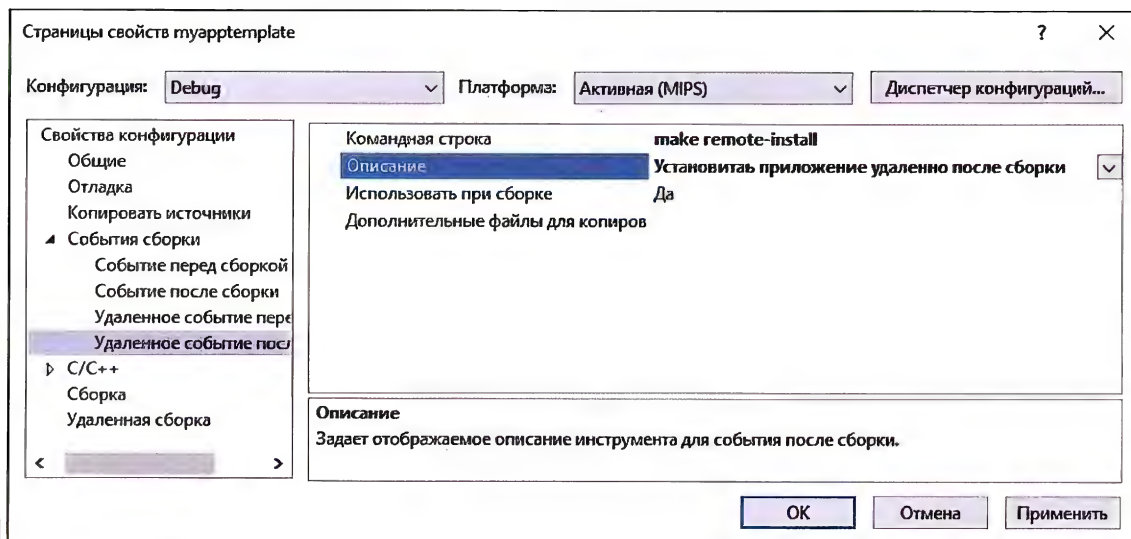 Страницы свойств myapptemplate
?
Конфигурация: Debug Платформа: Активная (MIPS) Диспетчер конфигураций...
Свойства конфигурации
Общие
Отладка
Копировать источники
События сборки
Событие перед сборкой
Событие после сборки
Удаленное событие пере
Удаленное событие посл
C/C++
Сборка
Удаленная сборка
Командная строка make remote-install
Описание Установитаь приложение удаленно после сборки
Использовать при сборке Да
Дополнительные файлы для копиров
Описание
Задает отображаемое описание инструмента для события после сборки.
OK Отмена Применить